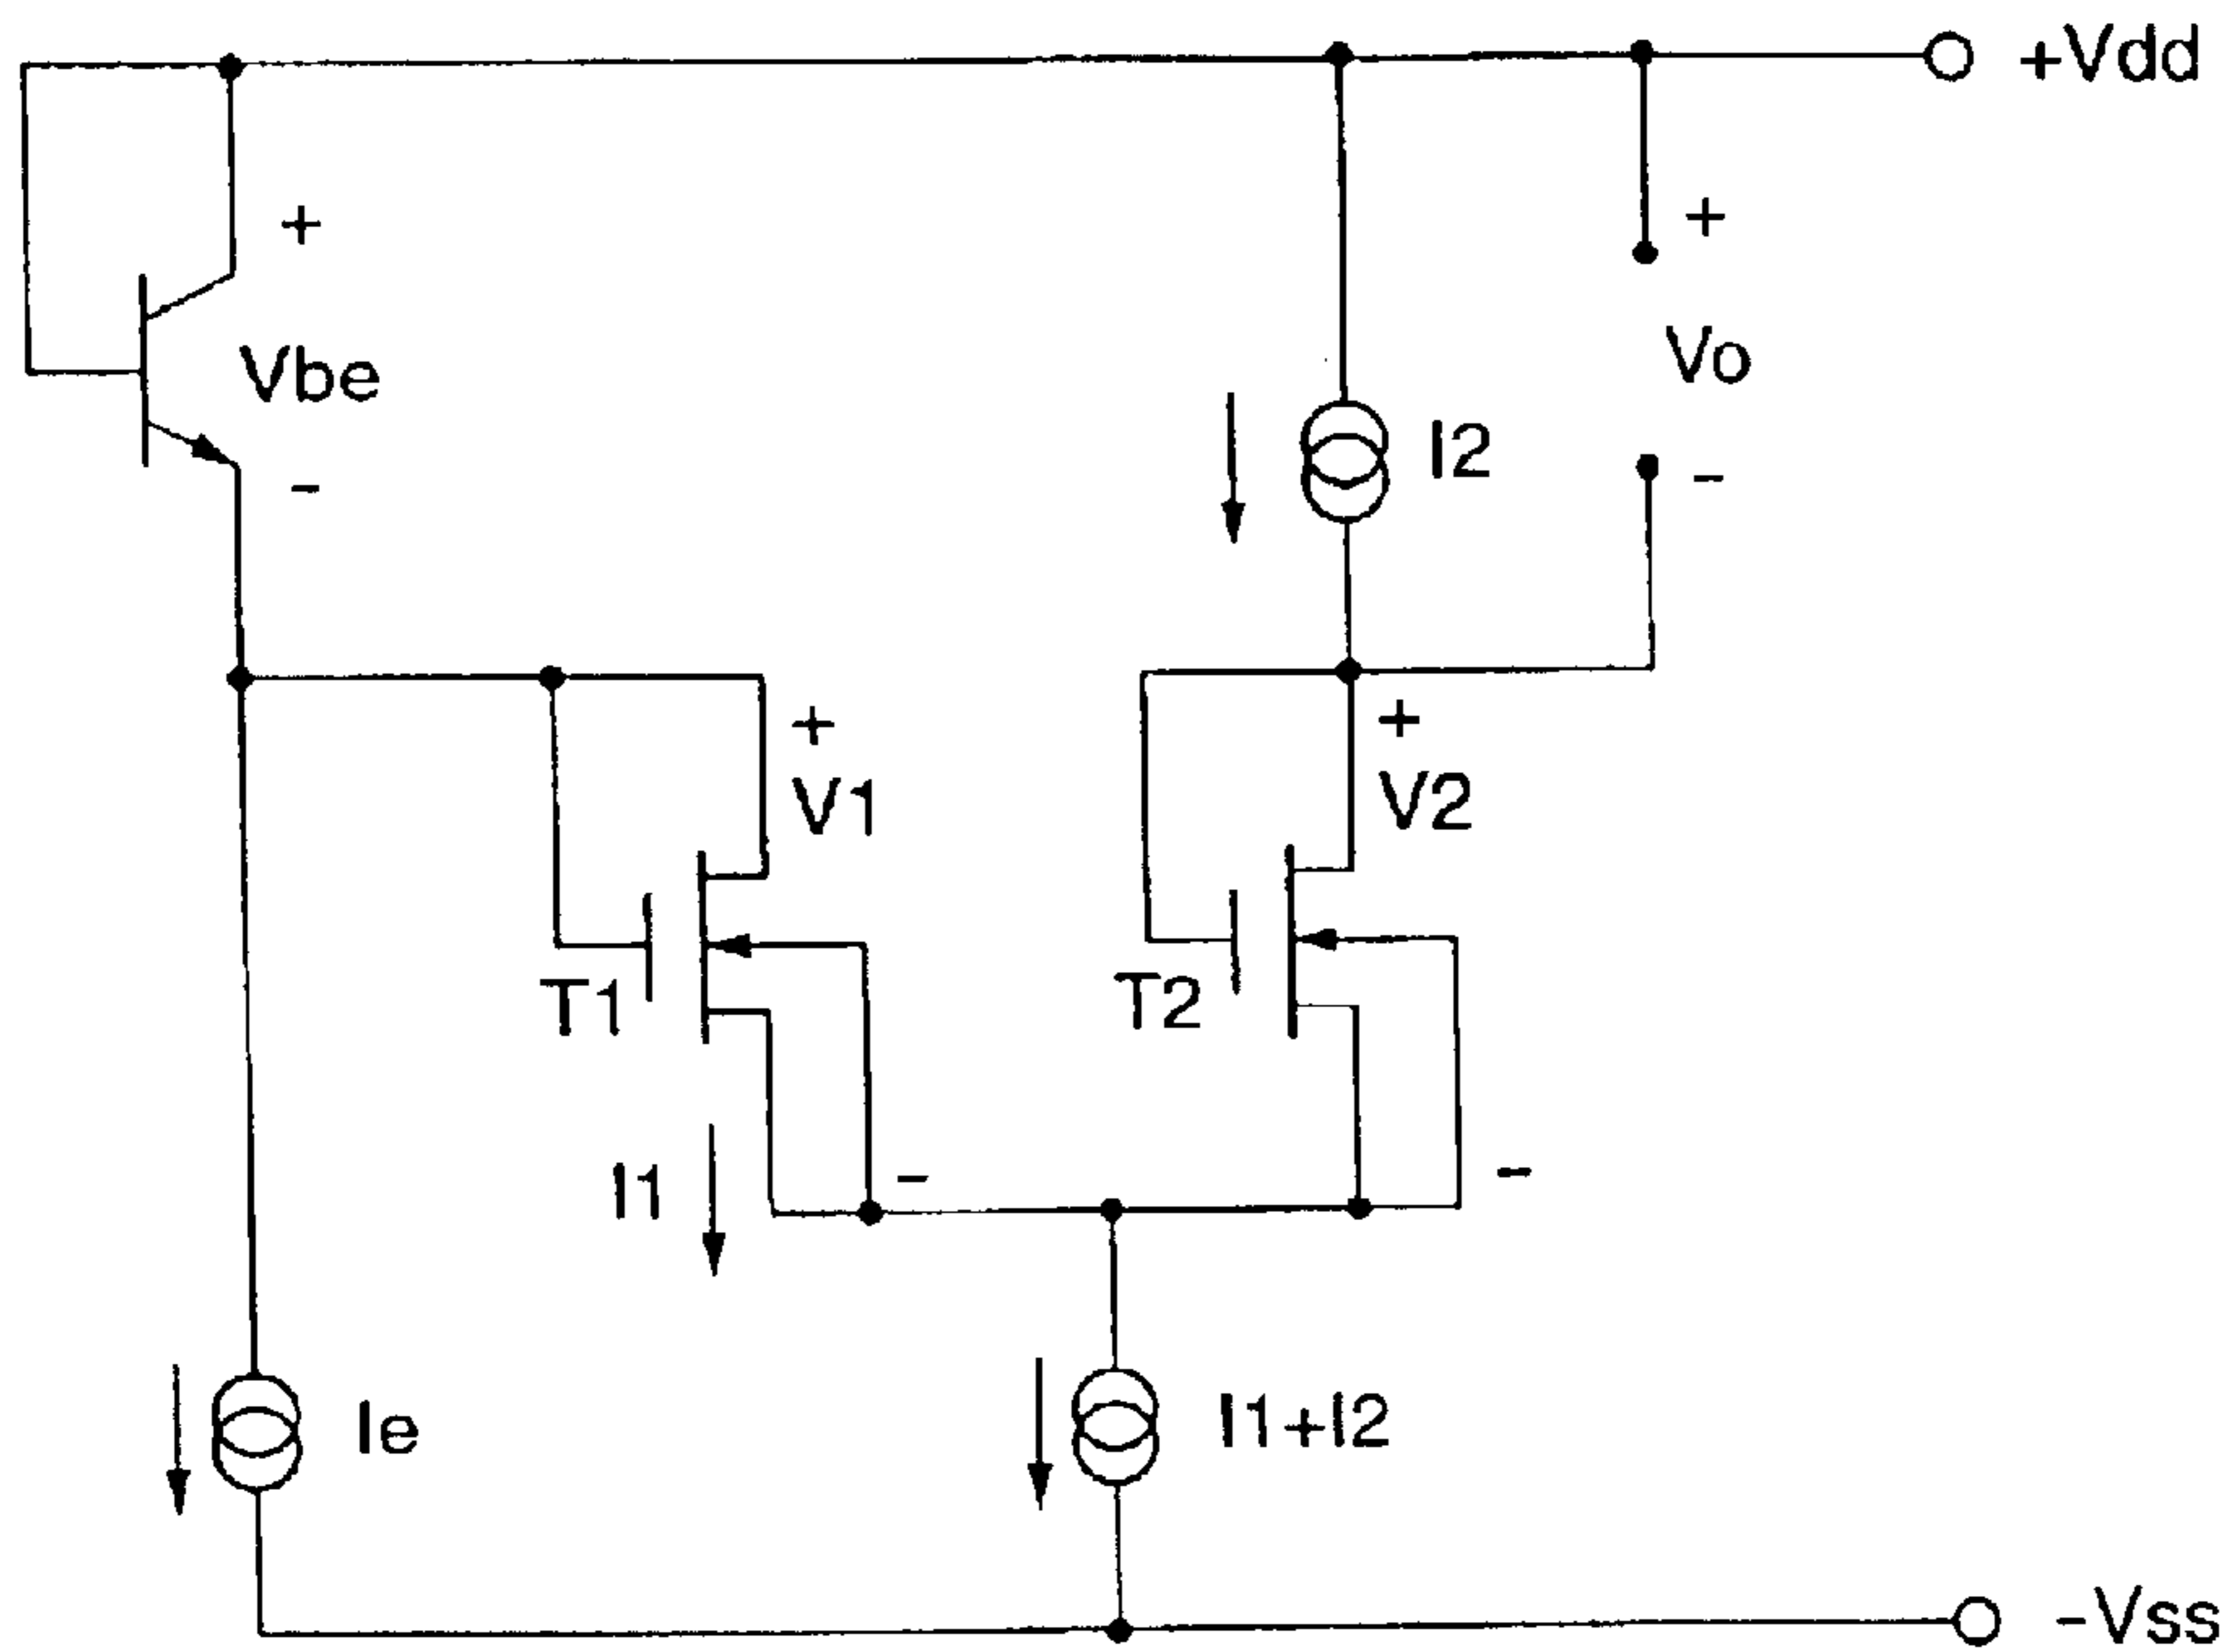 +Vdd
+
+
Vbe
Vo
I2
-
-
+
V1
+
V2
T1
T2
I1
-
-
Ie
I1+I2
-Vss